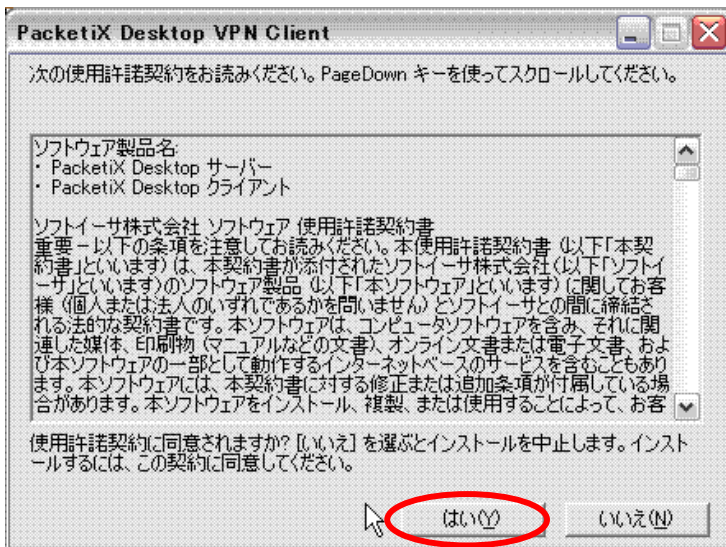 PacketiX Desktop VPN Client
次の使用許諾契約をお読みください。PageDown キーを使ってスクロールしてください。
ソフトウェア製品名:
・ PacketiX Desktop サーバー
・ PacketiX Desktop クライアント
ソフトイーサ株式会社 ソフトウェア 使用許諾契約書
重要－以下の条項を注意してお読みください。本使用許諾契約書 (以下「本契
約書」といいます) は、本契約書が添付されたソフトイーサ株式会社(以下「ソフトイ
ーサ」といいます)のソフトウェア製品 (以下「本ソフトウェア」といいます) に関してお客
様 (個人または法人のいずれであるかを問いません) とソフトイーサとの間に締結さ
れる法的な契約書です。本ソフトウェアは、コンピュータソフトウェアを含み、それに関
連した媒体、印刷物 (マニュアルなどの文書)、オンライン文書または電子文書、およ
び本ソフトウェアの一部として動作するインターネットベースのサービスを含むこともあり
ます。本ソフトウェアには、本契約書に対する修正または追加条項が付属している場
合があります。本ソフトウェアをインストール、複製、または使用することによって、お客
使用許諾契約に同意されますか? [いいえ] を選ぶとインストールを中止します。インスト
ールするには、この契約に同意してください。
はい(Y)
いいえ(N)